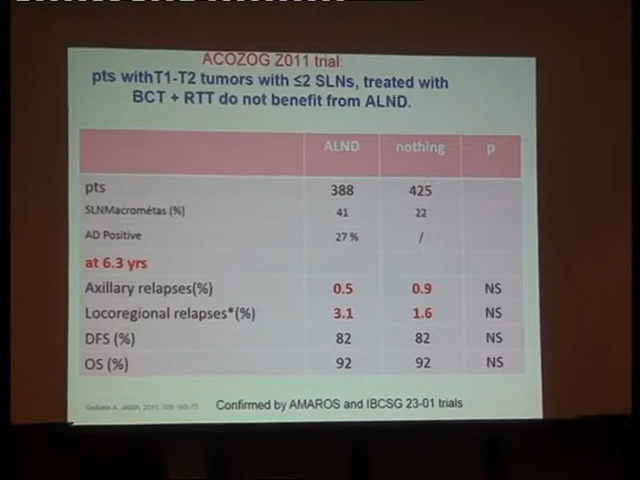 ACOZOG Z011 trial:
pts withT1-T2 tumors with ≤2 SLNs, treated with
BCT + RTT do not benefit from ALND.
ALND nothing p
pts 388 425
SLNMacrométas (%) 41 22
AD Positive 27 % /
at 6.3 yrs
Axillary relapses(%) 0.5 0.9 NS
Locoregional relapses*(%) 3.1 1.6 NS
DFS (%) 82 82 NS
OS (%) 92 92 NS
A, JAMA, 2011,
Confirmed by AMAROS and IBCSG 23-01 trials